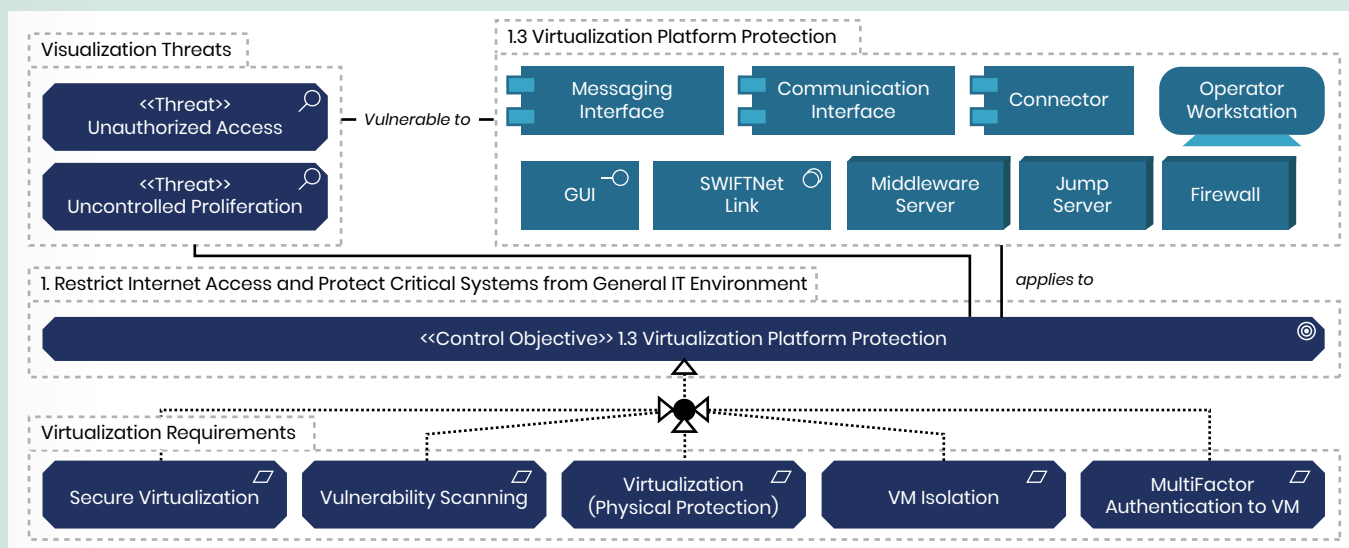 Visualization Threats
<<Threat>>
Unauthorized Access
<<Threat>>
Uncontrolled Proliferation
Vulnerable to
1.3 Virtualization Platform Protection
Messaging
Interface
Communication
Interface
Connector
Operator
Workstation
GUI
SWIFTNet
Link
Middleware
Server
Jump
Server
Firewall
applies to
1. Restrict Internet Access and Protect Critical Systems from General IT Environment
<<Control Objective>> 1.3 Virtualization Platform Protection
Virtualization Requirements
Secure Virtualization
Vulnerability Scanning
Virtualization
(Physical Protection)
VM Isolation
MultiFactor
Authentication to VM